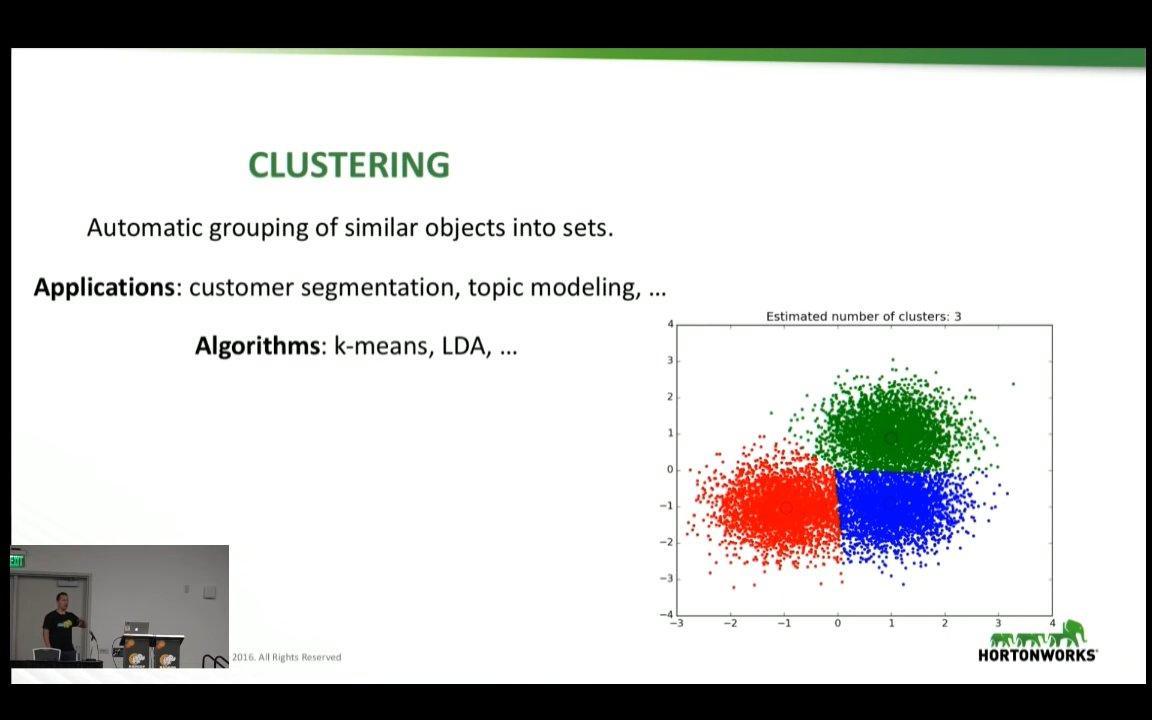 CLUSTERING
Automatic grouping of similar objects into sets.
Applications: customer segmentation, topic modeling, ...
Algorithms: k-means, LDA, ...
Estimated number of clusters: 3
4
3
2
1
0
−1
−2
−3
−4
−3 −2 −1 0 1 2 3 4
EXIT
2016. All Rights Reserved
HORTONWORKS